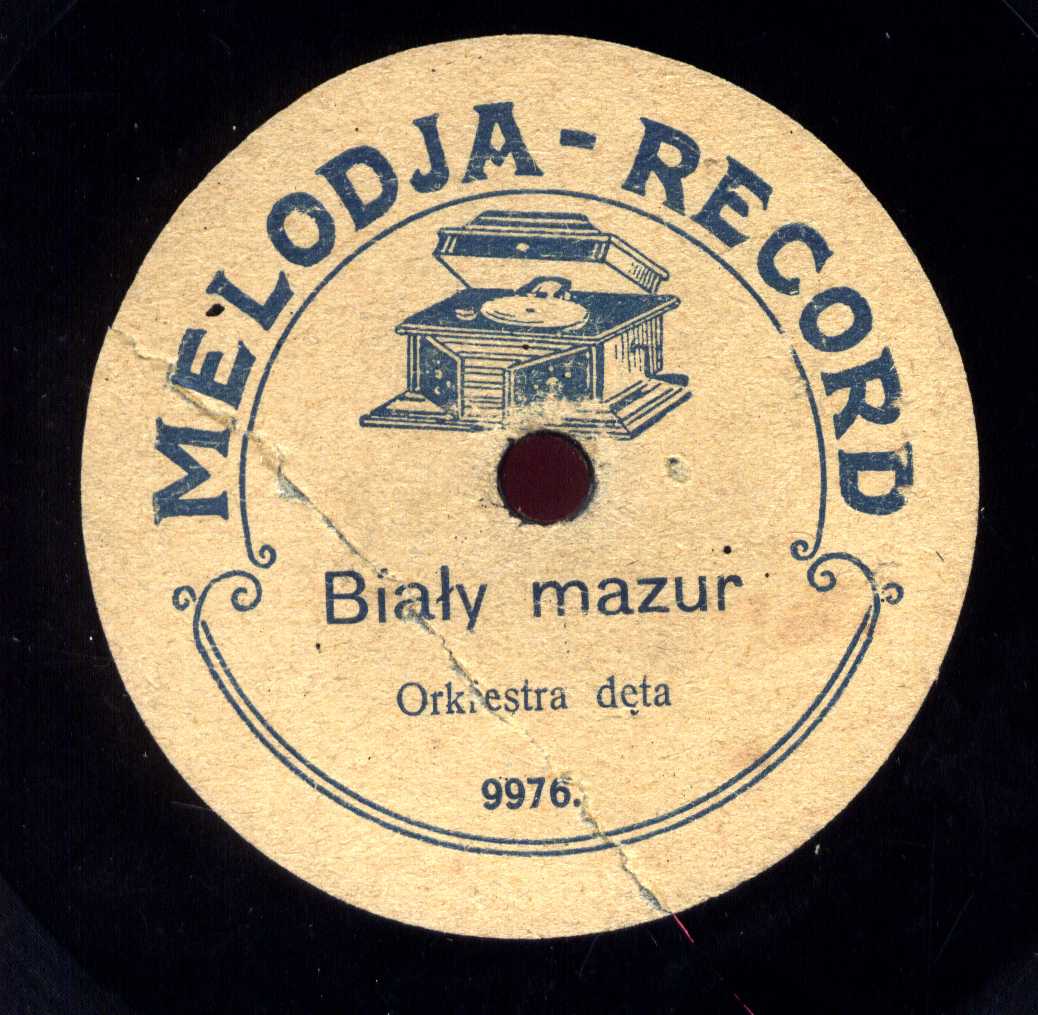 MELODJA - RECORD
Biały mazur
Orkiestra dęta
9976.